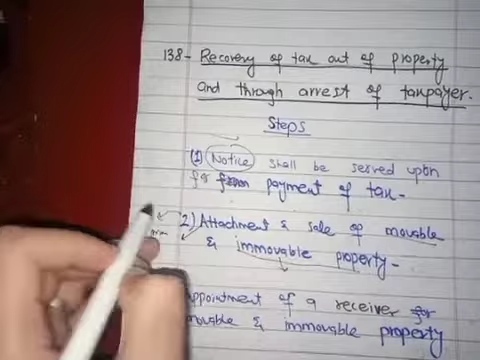 138- Recovery of tax out of property
and through arrest of taxpayer.
Steps
(1) Notice shall be served upon
for payment of tax-
2) Attachment & sale of movable
& immovable property-
ppointment of a receiver for
movable & immovable property